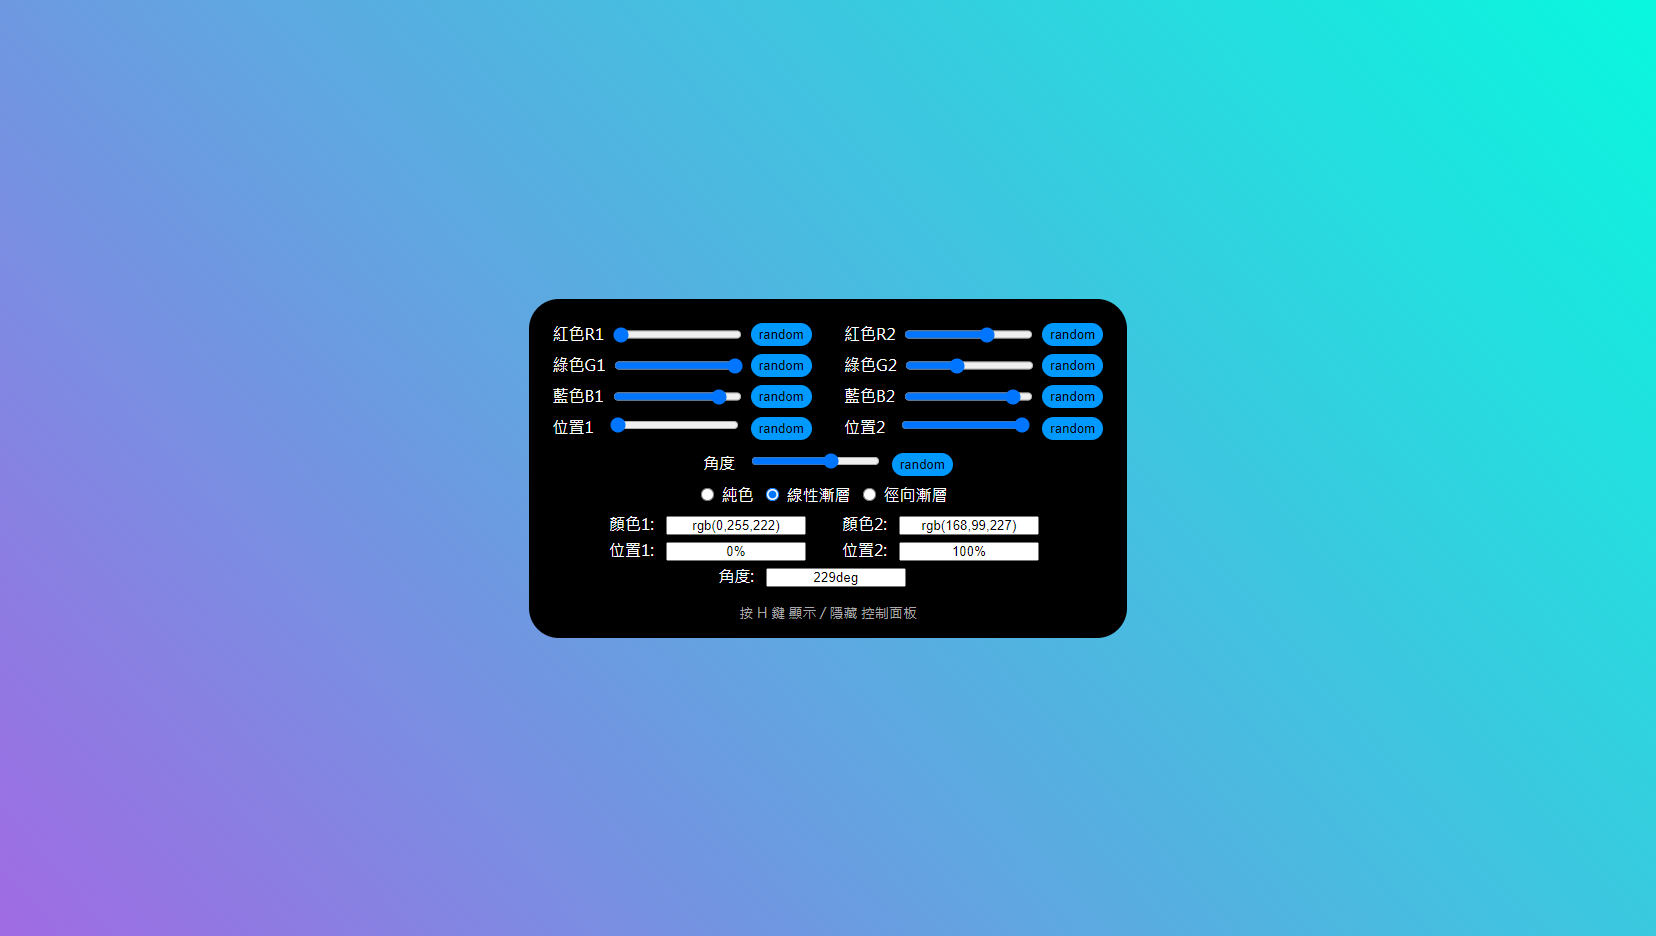 紅色R1 random 紅色R2 random
綠色G1 random 綠色G2 random
藍色B1 random 藍色B2 random
位置1 random 位置2 random
角度 random
純色 線性漸層 徑向漸層
顏色1: rgb(0,255,222) 顏色2: rgb(168,99,227)
位置1: 0% 位置2: 100%
角度: 229deg
按 H 鍵 顯示 / 隱藏 控制面板